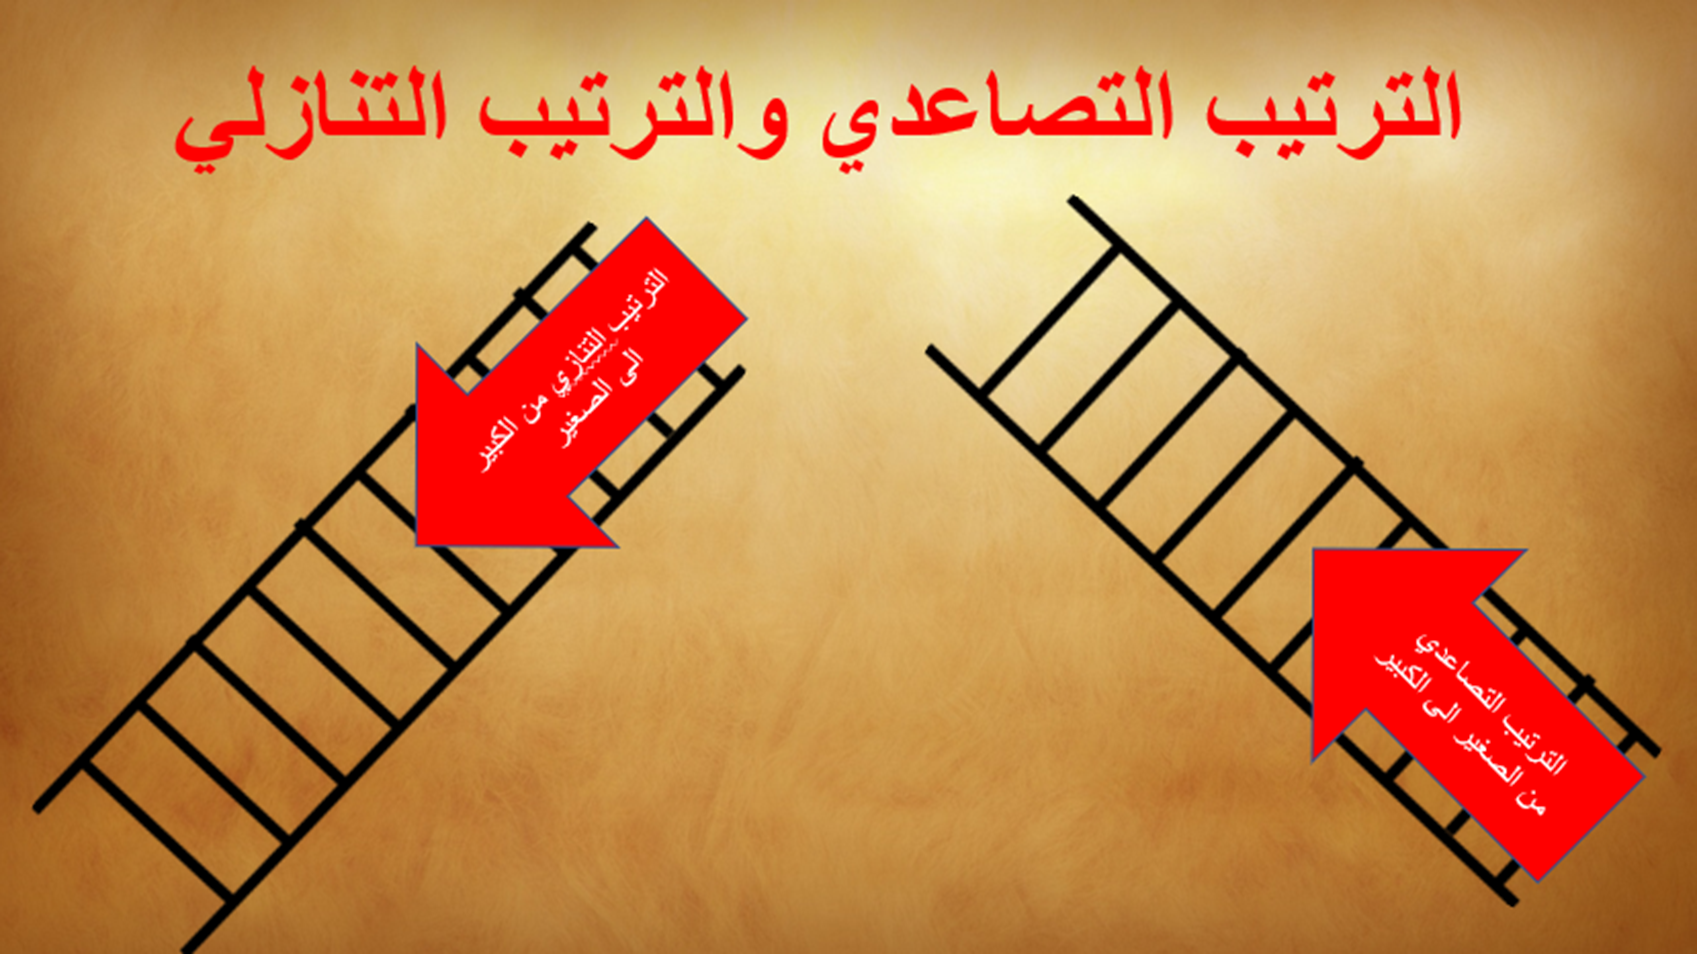 الترتيب التصاعدي والترتيب التنازلي
الترتيب التصاعدي
من الصغير الى الكبير
الترتيب التنازي من الكبير
الى الصغير